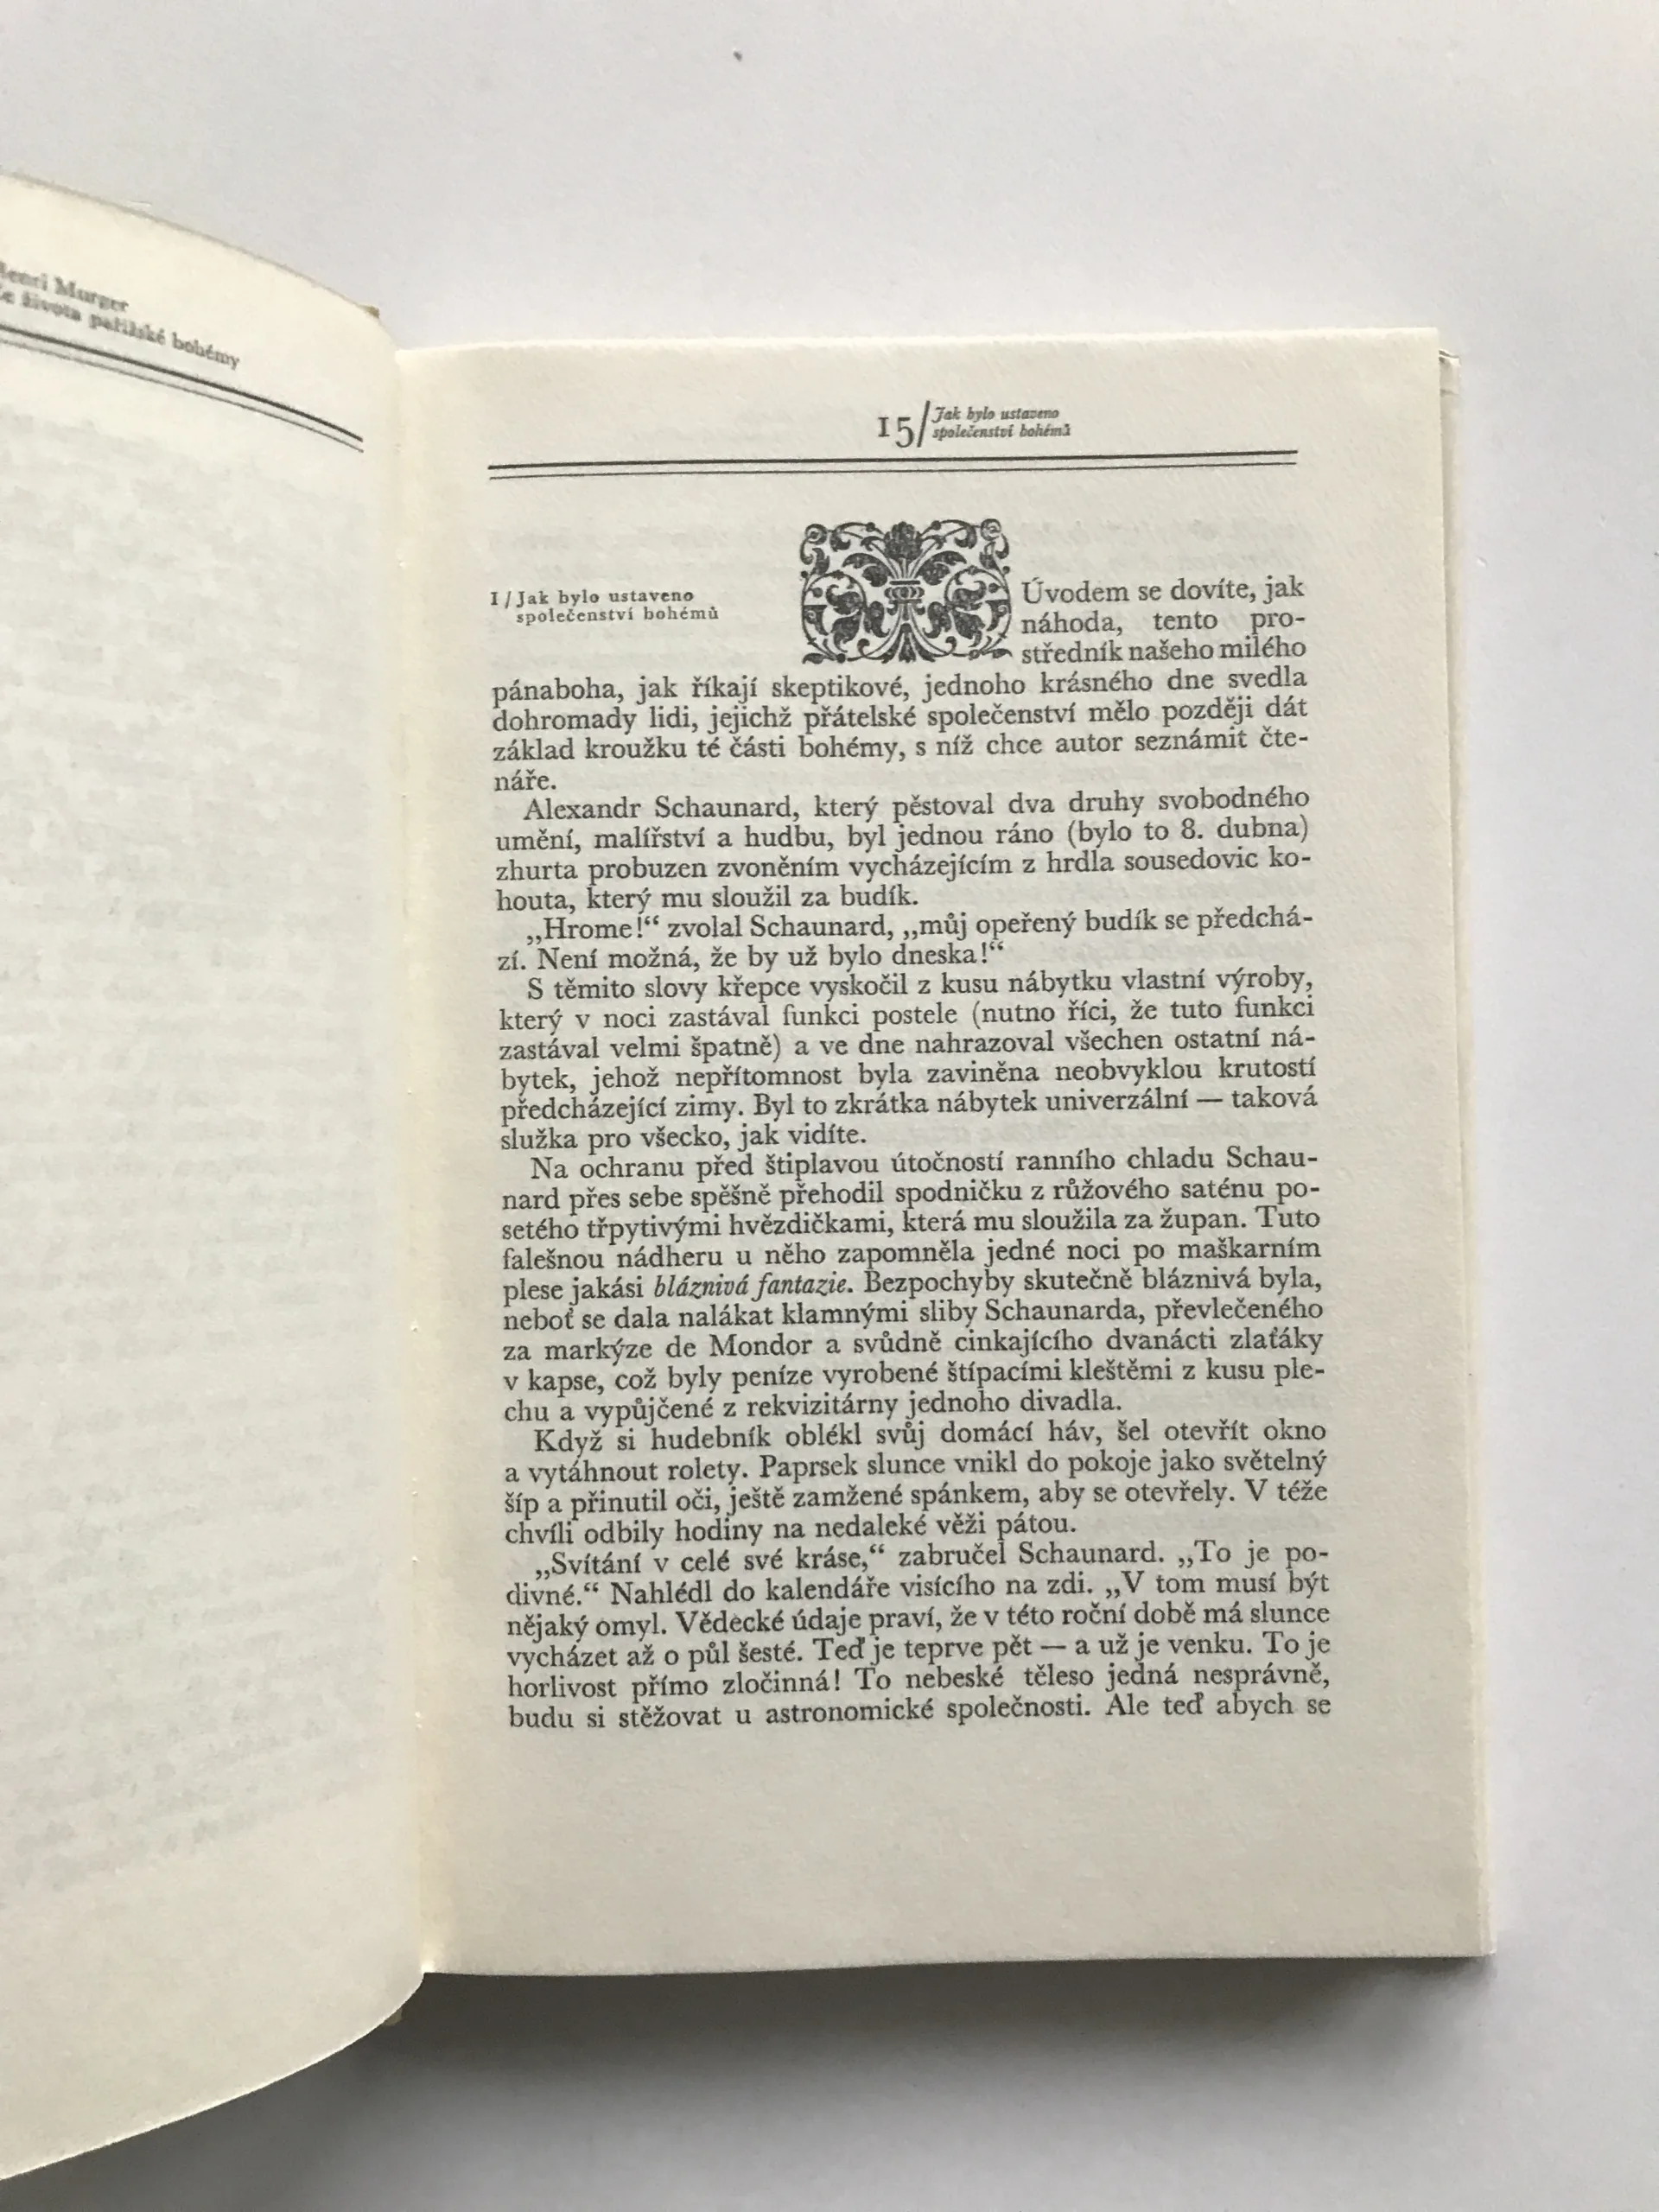 Henri Murger
Ze života pařížské bohémy
15/Jak bylo ustaveno
společenství bohémů
1/Jak bylo ustaveno
společenství bohémů
Úvodem se dovíte, jak
náhoda, tento pro-
středník našeho milého
pánaboha, jak říkají skeptikové, jednoho krásného dne svedla
dohromady lidi, jejichž přátelské společenství mělo později dát
základ kroužku té části bohémy, s níž chce autor seznámit čte-
náře.
Alexandr Schaunard, který pěstoval dva druhy svobodného
umění, malířství a hudbu, byl jednou ráno (bylo to 8. dubna)
zhurta probuzen zvoněním vycházejícím z hrdla sousedovic ko-
houta, který mu sloužil za budík.
„Hrome!“ zvolal Schaunard, „můj opeřený budík se předchá-
zí. Není možná, že by už bylo dneska!“
S těmito slovy křepce vyskočil z kusu nábytku vlastní výroby,
který v noci zastával funkci postele (nutno říci, že tuto funkci
zastával velmi špatně) a ve dne nahrazoval všechen ostatní ná-
bytek, jehož nepřítomnost byla zaviněna neobvyklou krutostí
předcházející zimy. Byl to zkrátka nábytek univerzální — taková
služka pro všecko, jak vidíte.
Na ochranu před štiplavou útočností ranního chladu Schau-
nard přes sebe spěšně přehodil spodničku z růžového saténu po-
setého třpytivými hvězdičkami, která mu sloužila za župan. Tuto
falešnou nádheru u něho zapomněla jedné noci po maškarním
plese jakási bláznivá fantazie. Bezpochyby skutečně bláznivá byla,
neboť se dala nalákat klamnými sliby Schaunarda, převlečeného
za markýze de Mondor a svůdně cinkajícího dvanácti zlaťáky
v kapse, což byly peníze vyrobené štípacími kleštěmi z kusu ple-
chu a vypůjčené z rekvizitárny jednoho divadla.
Když si hudebník oblékl svůj domácí háv, šel otevřít okno
a vytáhnout rolety. Paprsek slunce vnikl do pokoje jako světelný
šíp a přinutil oči, ještě zamžené spánkem, aby se otevřely. V téže
chvíli odbily hodiny na nedaleké věži pátou.
„Svítání v celé své kráse,“ zabručel Schaunard. „To je po-
divné.“ Nahlédl do kalendáře visícího na zdi. „V tom musí být
nějaký omyl. Vědecké údaje praví, že v této roční době má slunce
vycházet až o půl šesté. Teď je teprve pět — a už je venku. To je
horlivost přímo zločinná! To nebeské těleso jedná nesprávně,
budu si stěžovat u astronomické společnosti. Ale teď abych se